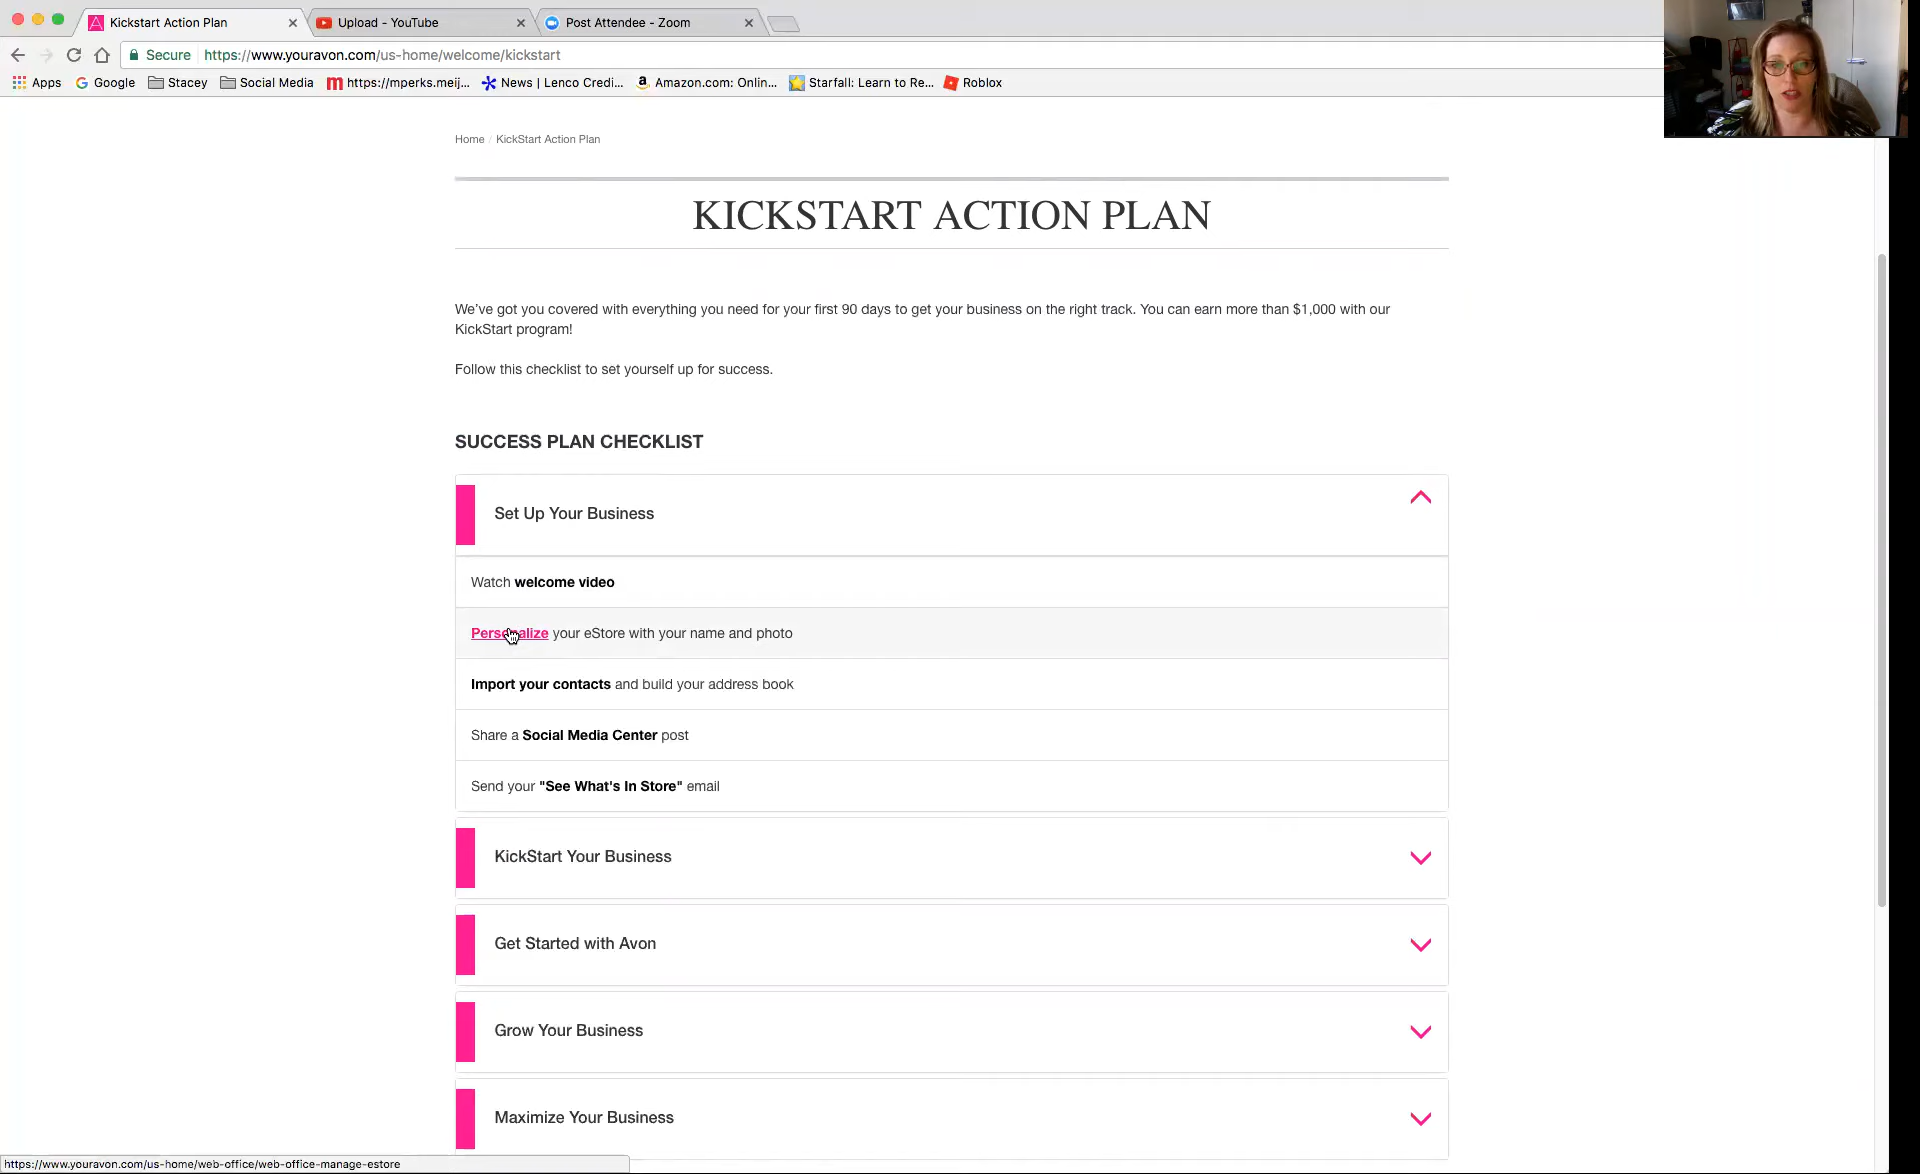 Kickstart Action Plan
Upload - YouTube
Post Attendee - Zoom
Secure https://www.youravon.com/us-home/welcome/kickstart
Apps Google Stacey Social Media https://mperks.meij... News | Lenco Credi... Amazon.com: Onlin... Starfall: Learn to Re... Roblox
Home / KickStart Action Plan
KICKSTART ACTION PLAN
We've got you covered with everything you need for your first 90 days to get your business on the right track. You can earn more than $1,000 with our
KickStart program!
Follow this checklist to set yourself up for success.
SUCCESS PLAN CHECKLIST
Set Up Your Business
Watch welcome video
Personalize your eStore with your name and photo
Import your contacts and build your address book
Share a Social Media Center post
Send your "See What's In Store" email
KickStart Your Business
Get Started with Avon
Grow Your Business
Maximize Your Business
https://www.youravon.com/us-home/web-office/web-office-manage-estore